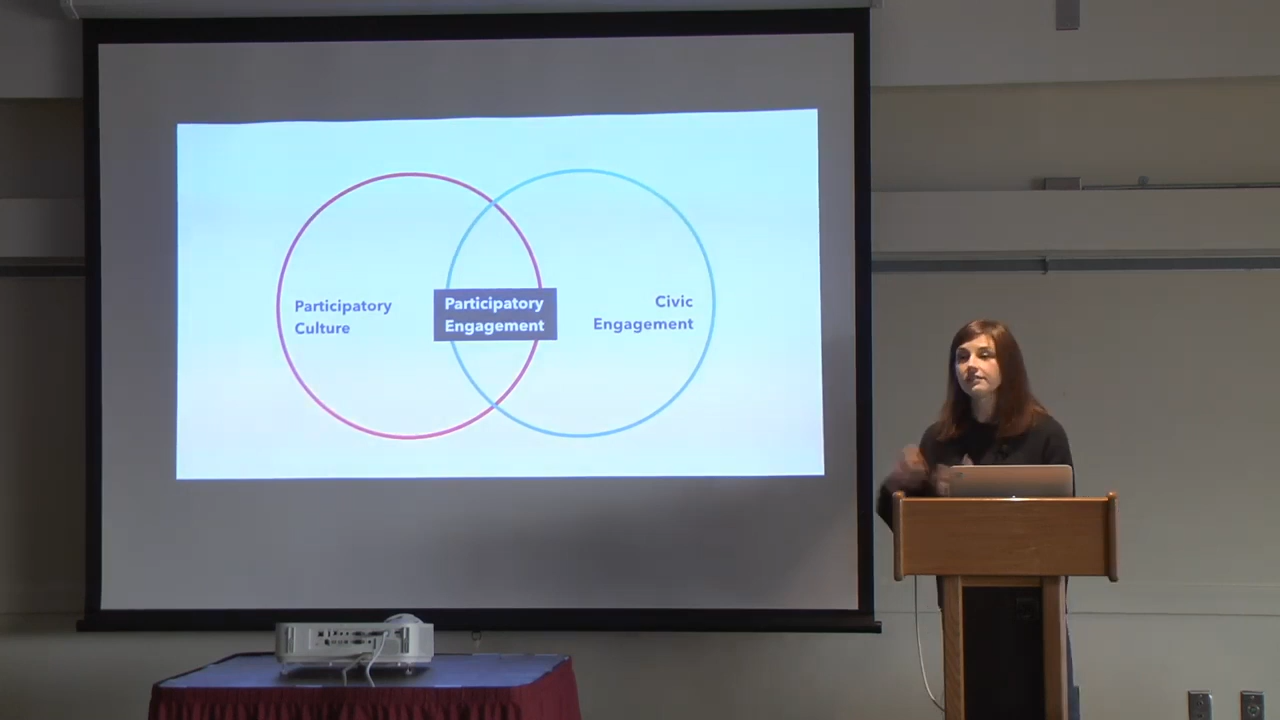 Participatory
Culture
Participatory
Engagement
Civic
Engagement